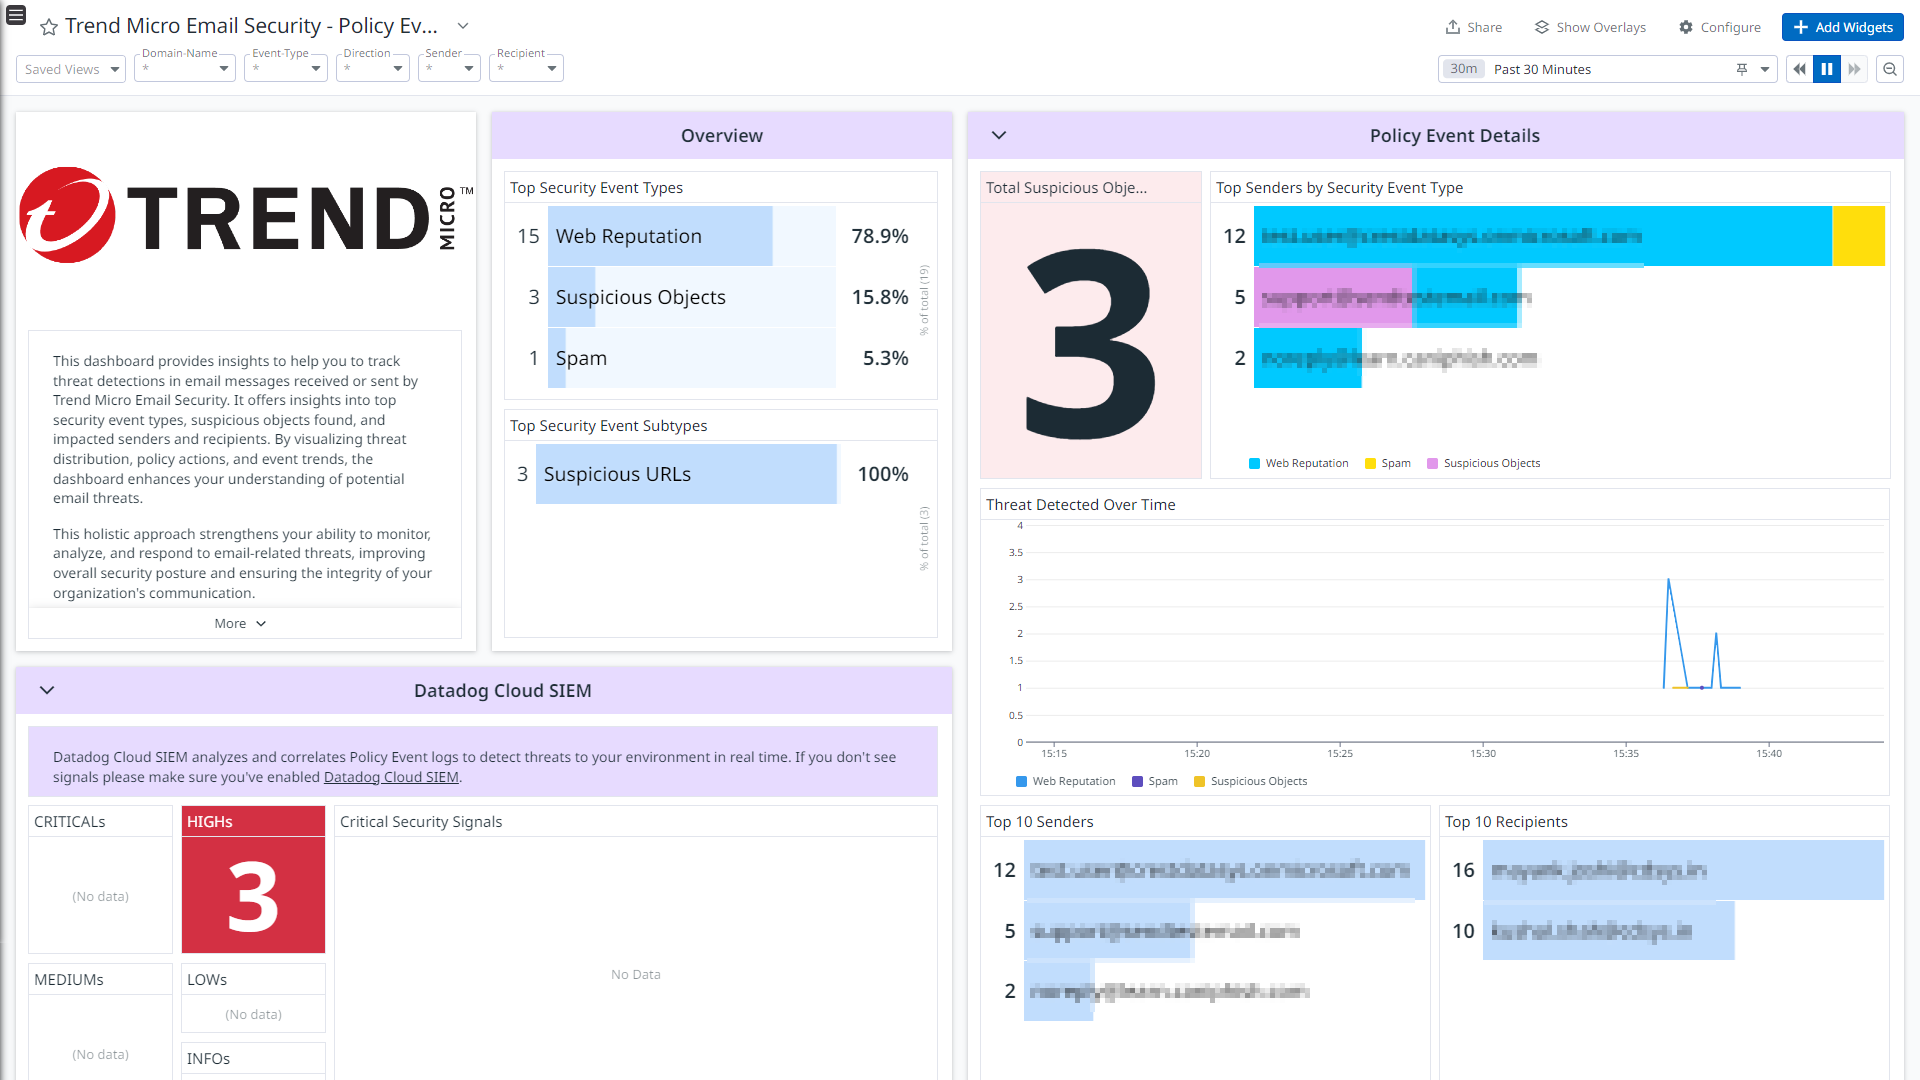 Trend Micro Email Security - Policy Ev...
Share
Show Overlays
Configure
Add Widgets
Saved Views
Domain-Name
*
Event-Type
*
Direction
*
Sender
*
Recipient
*
30m
Past 30 Minutes
TREND
MICRO
TM
This dashboard provides insights to help you to track
threat detections in email messages received or sent by
Trend Micro Email Security. It offers insights into top
security event types, suspicious objects found, and
impacted senders and recipients. By visualizing threat
distribution, policy actions, and event trends, the
dashboard enhances your understanding of potential
email threats.
This holistic approach strengthens your ability to monitor,
analyze, and respond to email-related threats, improving
overall security posture and ensuring the integrity of your
organization's communication.
More
Overview
Top Security Event Types
15 Web Reputation 78.9%
3 Suspicious Objects 15.8%
1 Spam 5.3%
% of total (19)
Top Security Event Subtypes
3 Suspicious URLs 100%
% of total (3)
Policy Event Details
Total Suspicious Obje...
3
Top Senders by Security Event Type
12
5
2
Web Reputation
Spam
Suspicious Objects
Threat Detected Over Time
4
3.5
3
2.5
2
1.5
1
0.5
0
15:15
15:20
15:25
15:30
15:35
15:40
Web Reputation
Spam
Suspicious Objects
Datadog Cloud SIEM
Datadog Cloud SIEM analyzes and correlates Policy Event logs to detect threats to your environment in real time. If you don't see
signals please make sure you've enabled Datadog Cloud SIEM.
CRITICALs
(No data)
HIGHs
3
MEDIUMs
(No data)
LOWs
(No data)
INFOs
Critical Security Signals
No Data
Top 10 Senders
12
5
2
Top 10 Recipients
16
10